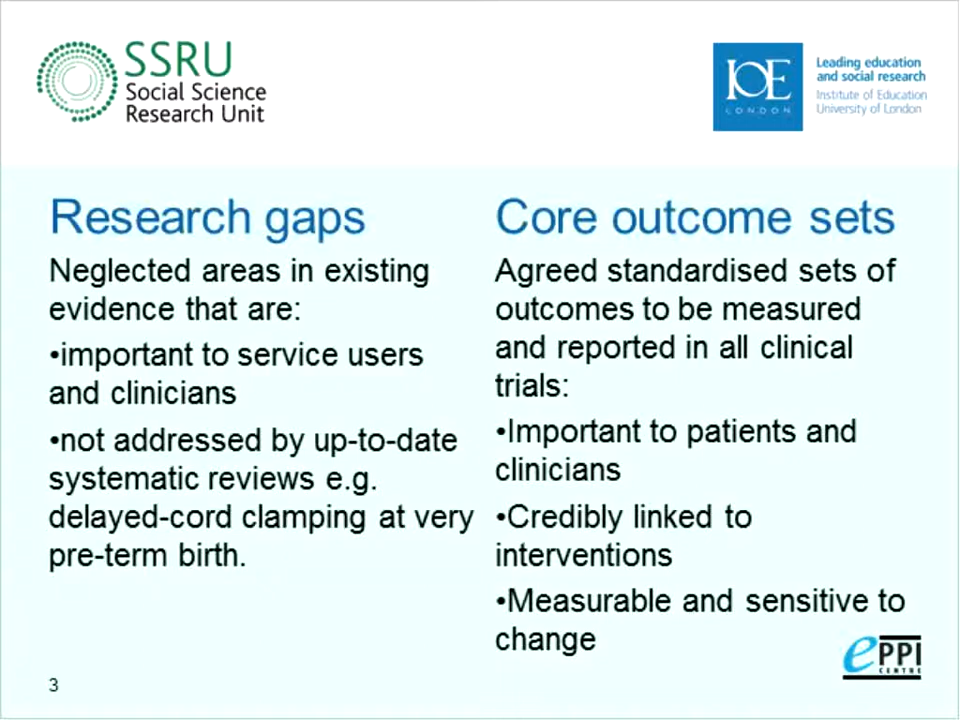 SSRU
Social Science
Research Unit
IOE
LONDON
Leading education
and social research
Institute of Education
University of London
Research gaps
Neglected areas in existing
evidence that are:
•important to service users
and clinicians
•not addressed by up-to-date
systematic reviews e.g.
delayed-cord clamping at very
pre-term birth.
Core outcome sets
Agreed standardised sets of
outcomes to be measured
and reported in all clinical
trials:
•Important to patients and
clinicians
•Credibly linked to
interventions
•Measurable and sensitive to
change
3
ePPI
CENTRE